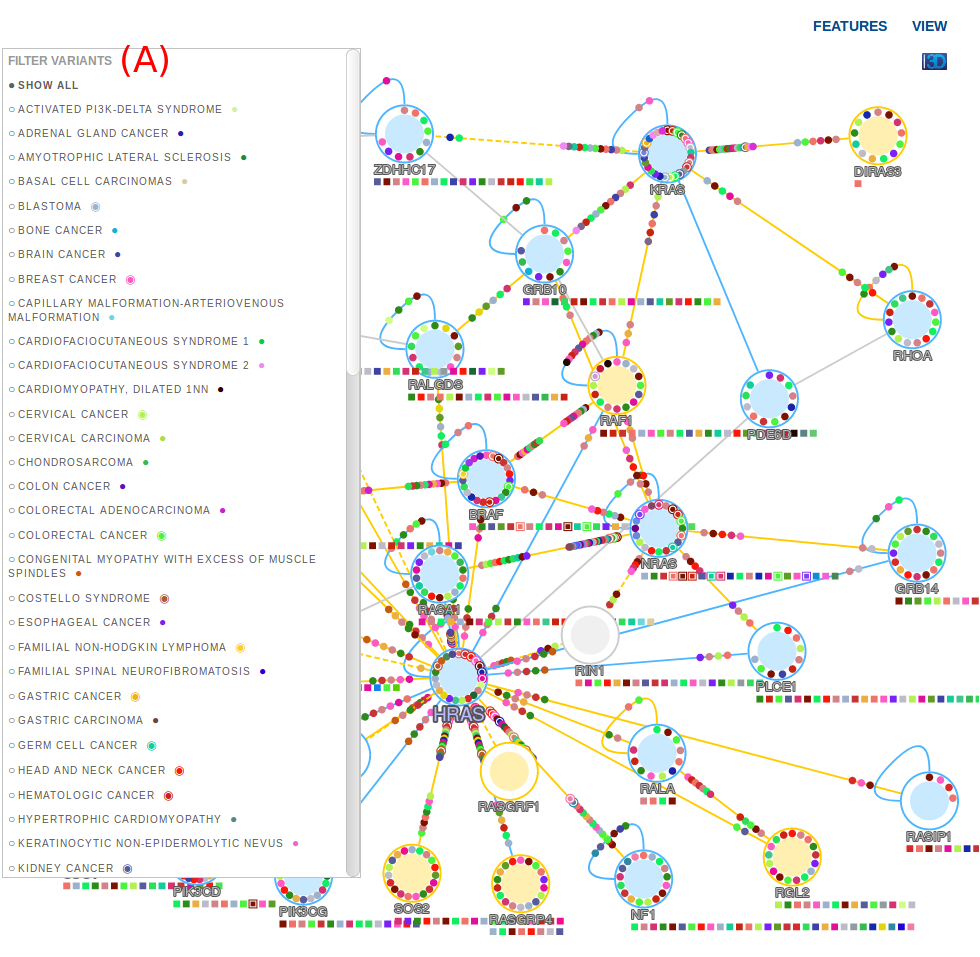 FEATURES VIEW
3D
FILTER VARIANTS (A)
SHOW ALL
ACTIVATED PI3K-DELTA SYNDROME
ADRENAL GLAND CANCER
AMYOTROPHIC LATERAL SCLEROSIS
BASAL CELL CARCINOMAS
BLASTOMA
BONE CANCER
BRAIN CANCER
BREAST CANCER
CAPILLARY MALFORMATION-ARTERIOVENOUS
MALFORMATION
CARDIOFACIOCUTANEOUS SYNDROME 1
CARDIOFACIOCUTANEOUS SYNDROME 2
CARDIOMYOPATHY, DILATED 1NN
CERVICAL CANCER
CERVICAL CARCINOMA
CHONDROSARCOMA
COLON CANCER
COLORECTAL ADENOCARCINOMA
COLORECTAL CANCER
CONGENITAL MYOPATHY WITH EXCESS OF MUSCLE
SPINDLES
COSTELLO SYNDROME
ESOPHAGEAL CANCER
FAMILIAL NON-HODGKIN LYMPHOMA
FAMILIAL SPINAL NEUROFIBROMATOSIS
GASTRIC CANCER
GASTRIC CARCINOMA
GERM CELL CANCER
HEAD AND NECK CANCER
HEMATOLOGIC CANCER
HYPERTROPHIC CARDIOMYOPATHY
KERATINOCYTIC NON-EPIDERMOLYTIC NEVUS
KIDNEY CANCER
ZDHHC17
KRAS
DIRAS3
GRB10
RHOA
RALGDS
RAF1
PDE6D
BRAF
NRAS
GRB14
RASA1
RIN1
PLCE1
HRAS
RALA
RASGRF1
RASIP1
PIK3CD
PIK3CG
SOS2
RASGRP4
NF1
RGL2